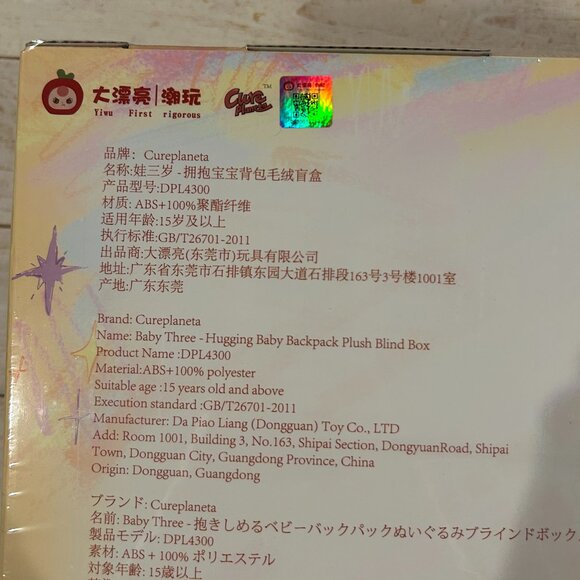 大漂亮|潮玩
Yiwu First rigorous
Cure Planeta TM
品牌：Cureplaneta
名称:娃三岁 - 拥抱宝宝背包毛绒盲盒
产品型号:DPL4300
材质: ABS+100%聚酯纤维
适用年龄:15岁及以上
执行标准:GB/T26701-2011
出品商:大漂亮(东莞市)玩具有限公司
地址:广东省东莞市石排镇东园大道石排段163号3号楼1001室
产地:广东东莞
Brand: Cureplaneta
Name: Baby Three - Hugging Baby Backpack Plush Blind Box
Product Name :DPL4300
Material:ABS+100% polyester
Suitable age :15 years old and above
Execution standard :GB/T26701-2011
Manufacturer: Da Piao Liang (Dongguan) Toy Co., LTD
Add: Room 1001, Building 3, No.163, Shipai Section, DongyuanRoad, Shipai
Town, Dongguan City, Guangdong Province, China
Origin: Dongguan, Guangdong
ブランド: Cureplaneta
名前: Baby Three - 抱きしめるベビーバックパックぬいぐるみブラインドボックス
製品モデル: DPL4300
素材: ABS + 100% ポリエステル
対象年齢: 15歳以上